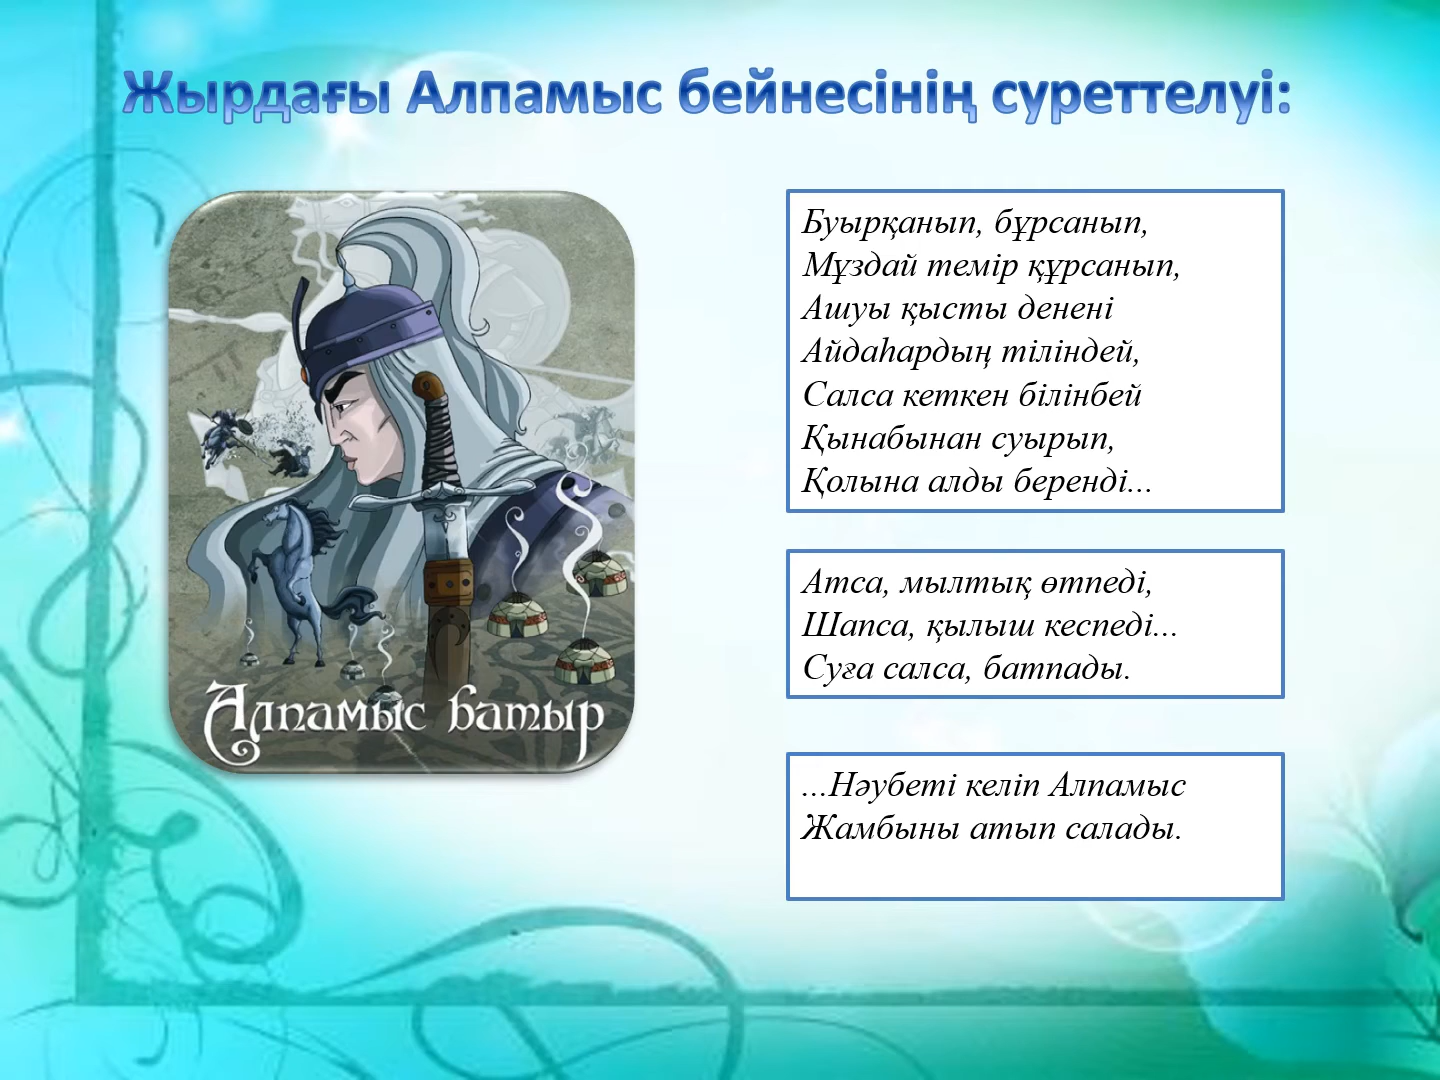 Жырдағы Алпамыс бейнесінің суреттелуі:
Алпамыс батыр
Буырқанып, бұрсанып,
Мұздай темір құрсанып,
Ашуы қысты денені
Айдаһардың тіліндей,
Салса кеткен білінбей
Қынабынан суырып,
Қолына алды беренді...
Атса, мылтық өтпеді,
Шапса, қылыш кеспеді...
Суға салса, батпады.
...Нәубеті келіп Алпамыс
Жамбыны атып салады.